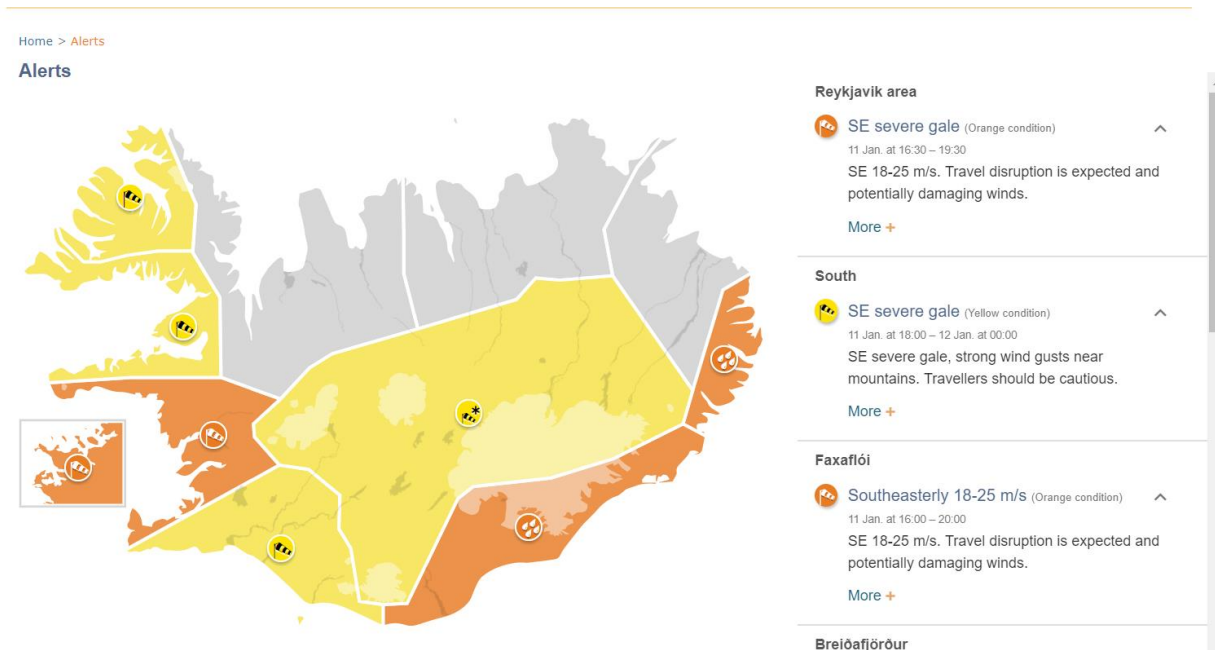 Home > Alerts
Alerts
Reykjavik area
SE severe gale (Orange condition)
11 Jan. at 16:30 – 19:30
SE 18-25 m/s. Travel disruption is expected and
potentially damaging winds.
More +
South
SE severe gale (Yellow condition)
11 Jan. at 18:00 – 12 Jan. at 00:00
SE severe gale, strong wind gusts near
mountains. Travellers should be cautious.
More +
Faxaflói
Southeasterly 18-25 m/s (Orange condition)
11 Jan. at 16:00 – 20:00
SE 18-25 m/s. Travel disruption is expected and
potentially damaging winds.
More +
Breiðafjörður